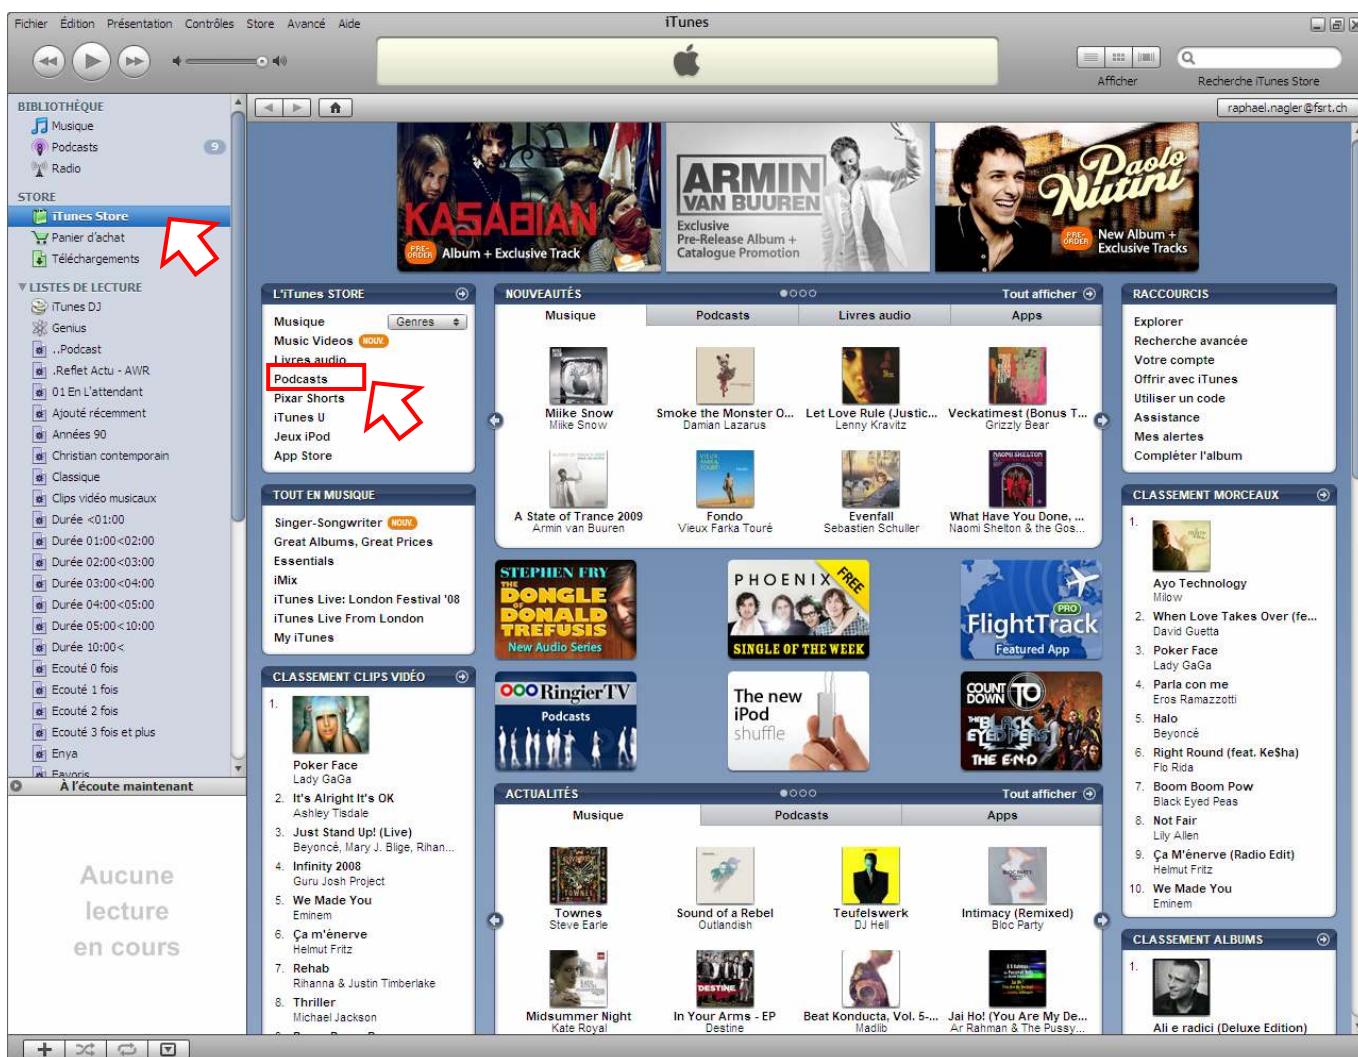 iTunes
Fichier Édition Présentation Contrôles Store Avancé Aide
Afficher
Recherche iTunes Store
raphael.nagler@fsrt.ch
BIBLIOTHÈQUE
Musique
Podcasts 9
Radio
STORE
iTunes Store
Panier d'achat
Téléchargements
LISTES DE LECTURE
iTunes DJ
Genius
..Podcast
.Reflet Actu - AWR
01 En L'attendant
Ajouté récemment
Années 90
Christian contemporain
Classique
Clips vidéo musicaux
Durée <01:00
Durée 01:00<02:00
Durée 02:00<03:00
Durée 03:00<04:00
Durée 04:00<05:00
Durée 05:00<10:00
Durée 10:00<
Ecouté 0 fois
Ecouté 1 fois
Ecouté 2 fois
Ecouté 3 fois et plus
Enya
Favoris
À l'écoute maintenant
Aucune
lecture
en cours
KASABIAN
PRE-ORDER Album + Exclusive Track
ARMIN
VAN BUUREN
Exclusive
Pre-Release Album +
Catalogue Promotion
Paolo
Nutini
PRE-ORDER New Album +
Exclusive Tracks
L'iTunes STORE
Musique Genres
Music Videos NOUV.
Livres audio
Podcasts
Pixar Shorts
iTunes U
Jeux iPod
App Store
TOUT EN MUSIQUE
Singer-Songwriter NOUV.
Great Albums, Great Prices
Essentials
iMix
iTunes Live: London Festival '08
iTunes Live From London
My iTunes
CLASSEMENT CLIPS VIDÉO
1.
Poker Face
Lady GaGa
2. It's Alright It's OK
Ashley Tisdale
3. Just Stand Up! (Live)
Beyoncé, Mary J. Blige, Rihan...
4. Infinity 2008
Guru Josh Project
5. We Made You
Eminem
6. Ça m'énerve
Helmut Fritz
7. Rehab
Rihanna & Justin Timberlake
8. Thriller
Michael Jackson
NOUVEAUTÉS Tout afficher
Musique Podcasts Livres audio Apps
Miike Snow
Miike Snow
Smoke the Monster O...
Damian Lazarus
Let Love Rule (Justic...
Lenny Kravitz
Veckatimest (Bonus T...
Grizzly Bear
A State of Trance 2009
Armin van Buuren
Fondo
Vieux Farka Touré
Evenfall
Sebastien Schuller
What Have You Done, ...
Naomi Shelton & the Gos...
STEPHEN FRY
THE
DONGLE
OF
DONALD
TREFUSIS
New Audio Series
PHOENIX FREE
SINGLE OF THE WEEK
PRO
FlightTrack
Featured App
RingierTV
Podcasts
The new
iPod
shuffle
COUNT
DOWN TO
THE BLACK
EYED PEAS
THE E·N·D
ACTUALITÉS Tout afficher
Musique Podcasts Apps
Townes
Steve Earle
Sound of a Rebel
Outlandish
Teufelswerk
DJ Hell
Intimacy (Remixed)
Bloc Party
Midsummer Night
Kate Royal
In Your Arms - EP
Destine
Beat Konducta, Vol. 5-...
Madlib
Jai Ho! (You Are My De...
Ar Rahman & The Pussy...
RACCOURCIS
Explorer
Recherche avancée
Votre compte
Offrir avec iTunes
Utiliser un code
Assistance
Mes alertes
Compléter l'album
CLASSEMENT MORCEAUX
1.
Ayo Technology
Milow
2. When Love Takes Over (fe...
David Guetta
3. Poker Face
Lady GaGa
4. Parla con me
Eros Ramazzotti
5. Halo
Beyoncé
6. Right Round (feat. Ke$ha)
Flo Rida
7. Boom Boom Pow
Black Eyed Peas
8. Not Fair
Lily Allen
9. Ça M'énerve (Radio Edit)
Helmut Fritz
10. We Made You
Eminem
CLASSEMENT ALBUMS
1.
Ali e radici (Deluxe Edition)